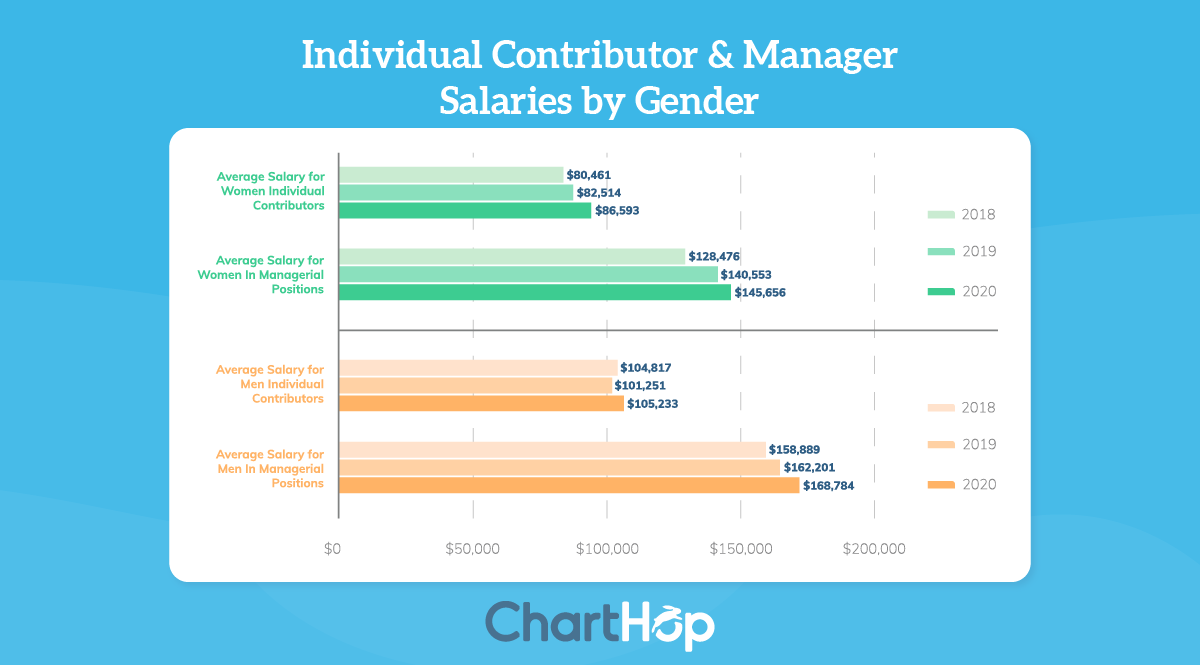 Individual Contributor & Manager
Salaries by Gender
Average Salary for
Women Individual
Contributors
$80,461
$82,514
$86,593
Average Salary for
Women In Managerial
Positions
$128,476
$140,553
$145,656
2018
2019
2020
Average Salary for
Men Individual
Contributors
$104,817
$101,251
$105,233
Average Salary for
Men In Managerial
Positions
$158,889
$162,201
$168,784
2018
2019
2020
$0 $50,000 $100,000 $150,000 $200,000
ChartHop